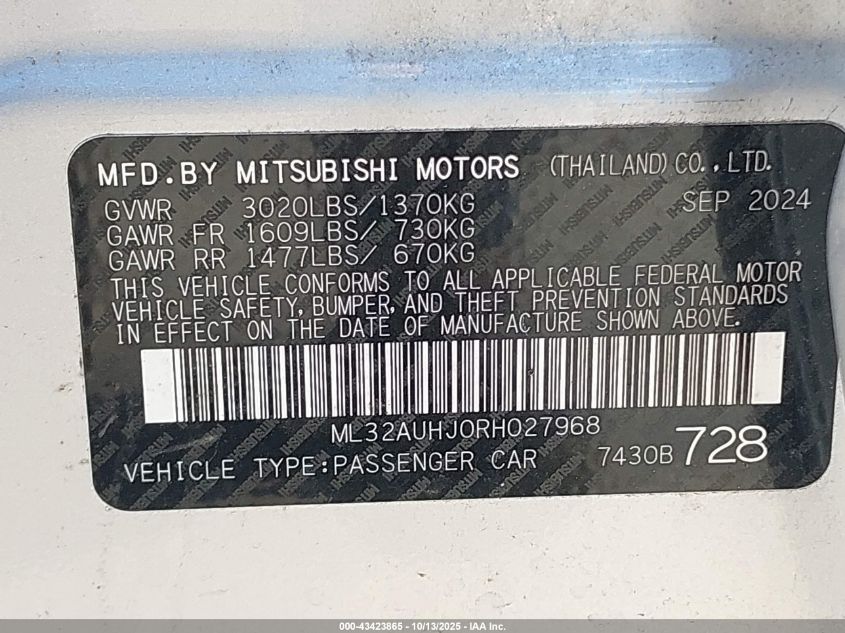 MFD.BY MITSUBISHI MOTORS (THAILAND) CO.,LTD.
GVWR 3020LBS/1370KG SEP 2024
GAWR FR 1609LBS/ 730KG
GAWR RR 1477LBS/ 670KG
THIS VEHICLE CONFORMS TO ALL APPLICABLE FEDERAL MOTOR
VEHICLE SAFETY, BUMPER, AND THEFT PREVENTION STANDARDS
IN EFFECT ON THE DATE OF MANUFACTURE SHOWN ABOVE.
ML32AUHJ0RH027968
VEHICLE TYPE:PASSENGER CAR 7430B 728
000-43423865 - 10/13/2025 - IAA Inc.